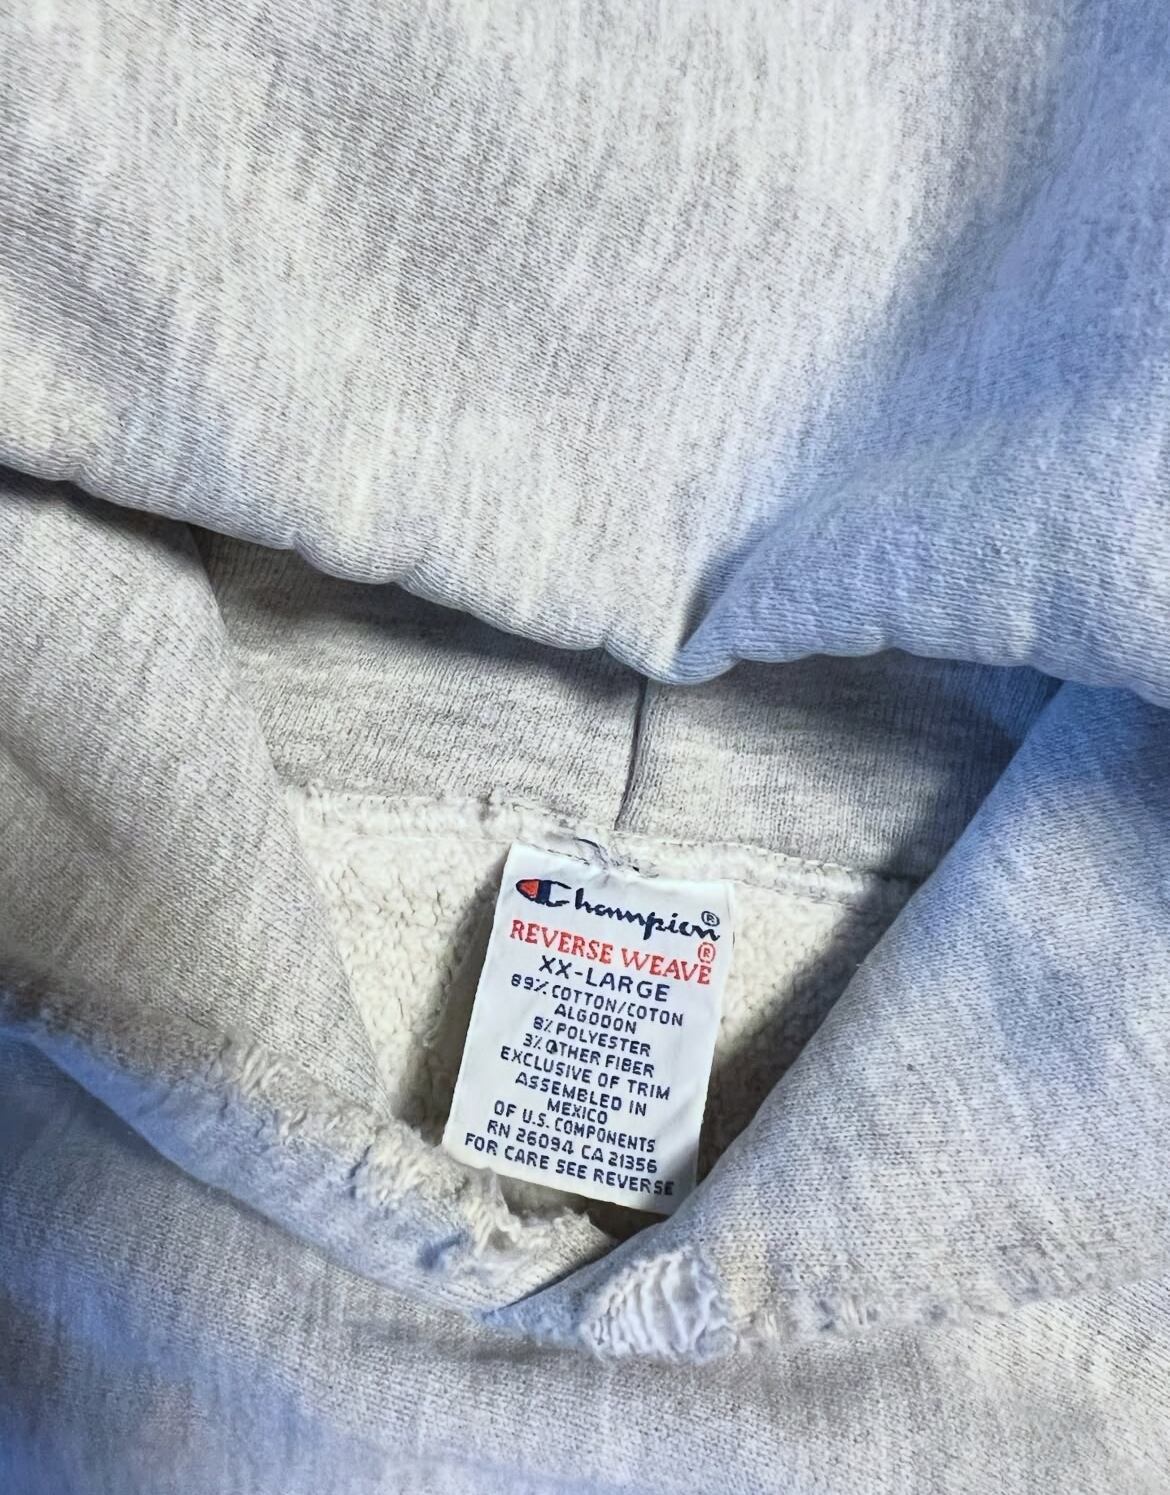 Champion®
REVERSE WEAVE®
XX-LARGE
89% COTTON/COTON
ALGODON
8% POLYESTER
3% OTHER FIBER
EXCLUSIVE OF TRIM
ASSEMBLED IN
MEXICO
OF U.S. COMPONENTS
RN 26094 CA 21356
FOR CARE SEE REVERSE